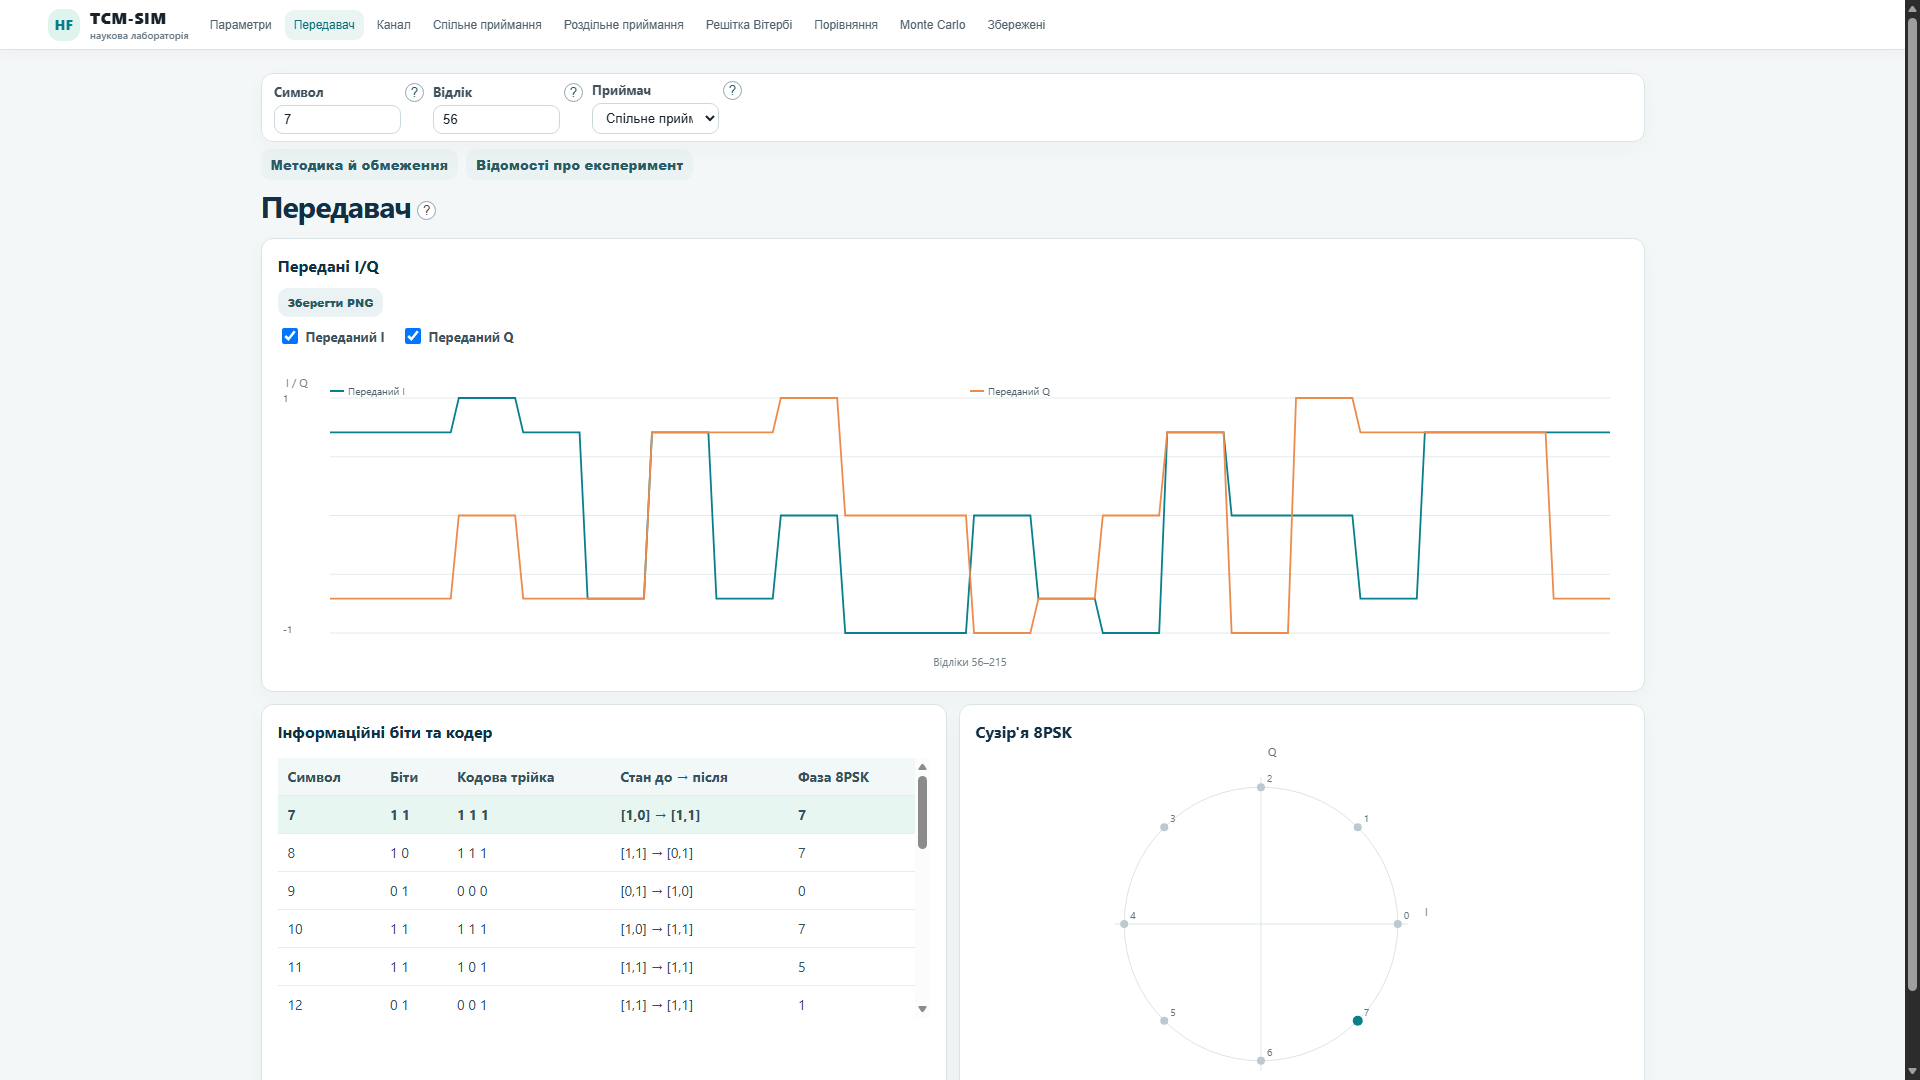 HF
TCM-SIM
наукова лабораторія
Параметри
Передавач
Канал
Спільне приймання
Роздільне приймання
Решітка Вітербі
Порівняння
Monte Carlo
Збережені
Символ ?
Відлік ?
Приймач ?
7
56
Спільне прийм
Методика й обмеження
Відомості про експеримент
Передавач ?
Передані I/Q
Зберегти PNG
Переданий I
Переданий Q
I / Q
Переданий I
Переданий Q
1
-1
Відліки 56–215
Інформаційні біти та кодер
Символ Біти Кодова трійка Стан до → після Фаза 8PSK
7 1 1 1 1 1 [1,0] → [1,1] 7
8 1 0 1 1 1 [1,1] → [0,1] 7
9 0 1 0 0 0 [0,1] → [1,0] 0
10 1 1 1 1 1 [1,0] → [1,1] 7
11 1 1 1 0 1 [1,1] → [1,1] 5
12 0 1 0 0 1 [1,1] → [1,1] 1
Сузір'я 8PSK
Q
2
3
1
4
0
I
5
7
6